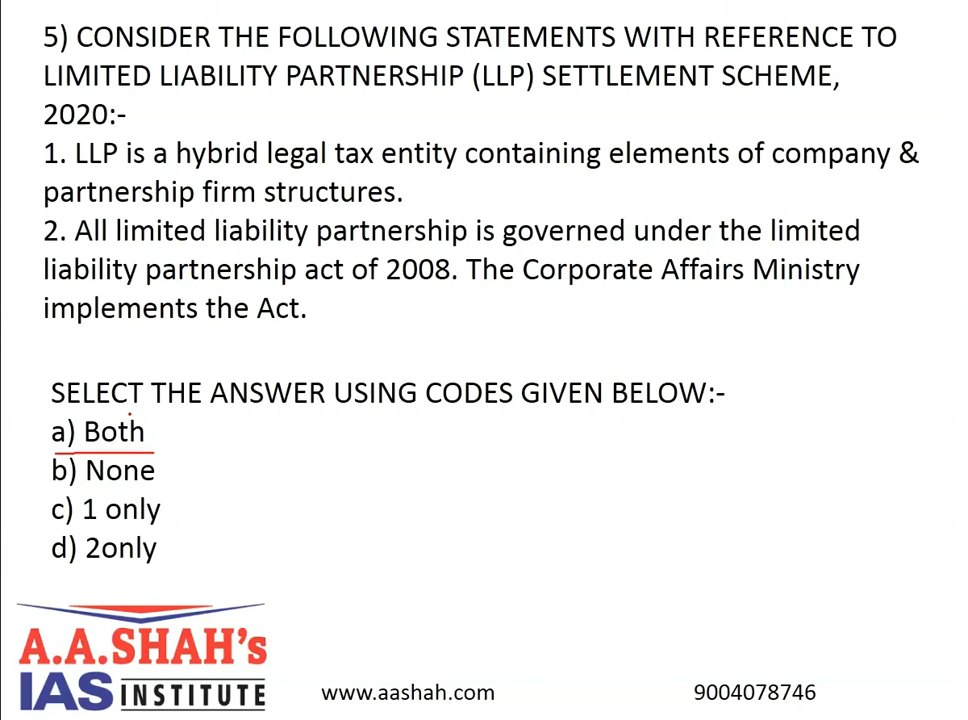 5) CONSIDER THE FOLLOWING STATEMENTS WITH REFERENCE TO
LIMITED LIABILITY PARTNERSHIP (LLP) SETTLEMENT SCHEME,
2020:-
1. LLP is a hybrid legal tax entity containing elements of company &
partnership firm structures.
2. All limited liability partnership is governed under the limited
liability partnership act of 2008. The Corporate Affairs Ministry
implements the Act.
SELECT THE ANSWER USING CODES GIVEN BELOW:-
a) Both
b) None
c) 1 only
d) 2only
A.A.SHAH's
IAS INSTITUTE
www.aashah.com
9004078746